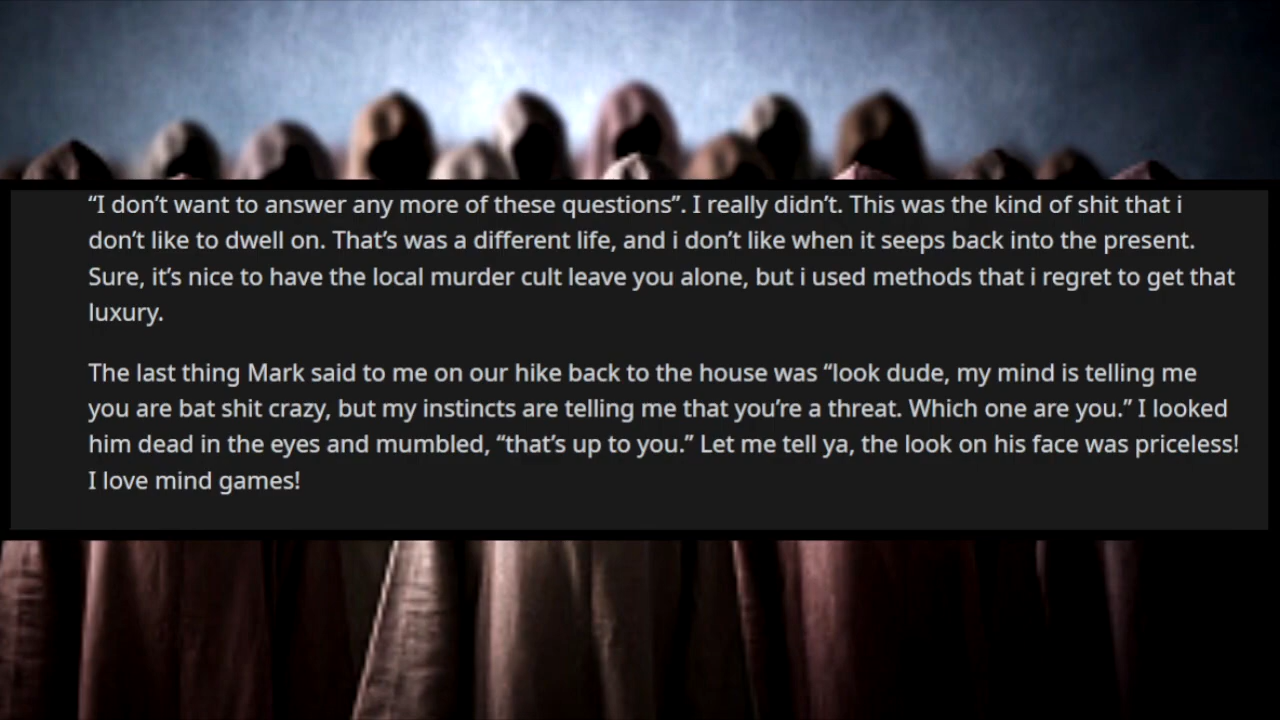 “I don’t want to answer any more of these questions”. I really didn’t. This was the kind of shit that i
don’t like to dwell on. That’s was a different life, and i don’t like when it seeps back into the present.
Sure, it’s nice to have the local murder cult leave you alone, but i used methods that i regret to get that
luxury.
The last thing Mark said to me on our hike back to the house was “look dude, my mind is telling me
you are bat shit crazy, but my instincts are telling me that you’re a threat. Which one are you.” I looked
him dead in the eyes and mumbled, “that’s up to you.” Let me tell ya, the look on his face was priceless!
I love mind games!